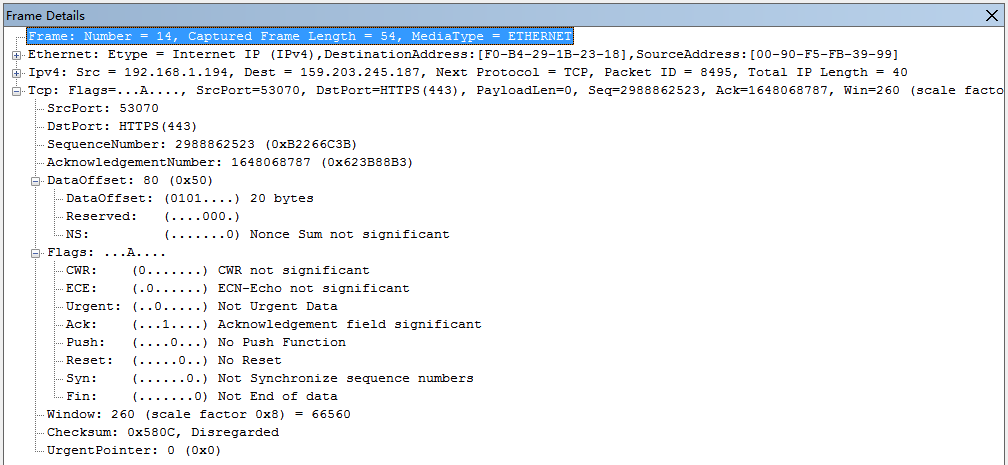 Frame Details
Frame: Number = 14, Captured Frame Length = 54, MediaType = ETHERNET
Ethernet: Etype = Internet IP (IPv4),DestinationAddress:[F0-B4-29-1B-23-18],SourceAddress:[00-90-F5-FB-39-99]
Ipv4: Src = 192.168.1.194, Dest = 159.203.245.187, Next Protocol = TCP, Packet ID = 8495, Total IP Length = 40
Tcp: Flags=...A...., SrcPort=53070, DstPort=HTTPS(443), PayloadLen=0, Seq=2988862523, Ack=1648068787, Win=260 (scale facto
SrcPort: 53070
DstPort: HTTPS(443)
SequenceNumber: 2988862523 (0xB2266C3B)
AcknowledgementNumber: 1648068787 (0x623B88B3)
DataOffset: 80 (0x50)
DataOffset: (0101....) 20 bytes
Reserved: (....000.)
NS: (.......0) Nonce Sum not significant
Flags: ...A....
CWR: (0.......) CWR not significant
ECE: (.0......) ECN-Echo not significant
Urgent: (..0.....) Not Urgent Data
Ack: (...1....) Acknowledgement field significant
Push: (....0...) No Push Function
Reset: (.....0..) No Reset
Syn: (......0.) Not Synchronize sequence numbers
Fin: (.......0) Not End of data
Window: 260 (scale factor 0x8) = 66560
Checksum: 0x580C, Disregarded
UrgentPointer: 0 (0x0)